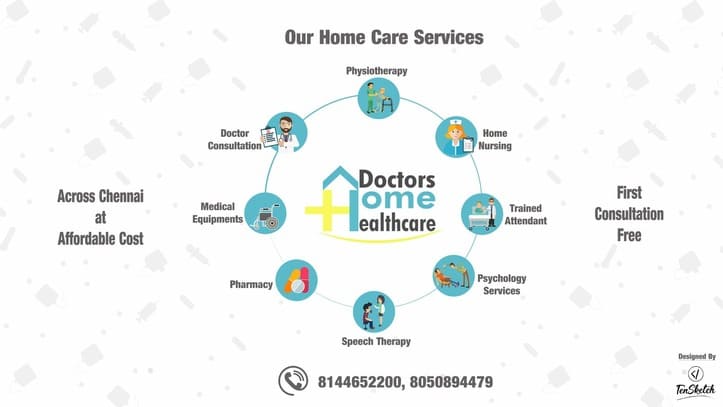 Our Home Care Services
Physiotherapy
Home
Nursing
Trained
Attendant
Psychology
Services
Speech Therapy
Pharmacy
Medical
Equipments
Doctor
Consultation
Doctors
Home
Healthcare
Across Chennai
at
Affordable Cost
First
Consultation
Free
8144652200, 8050894479
Designed By
TenSketch